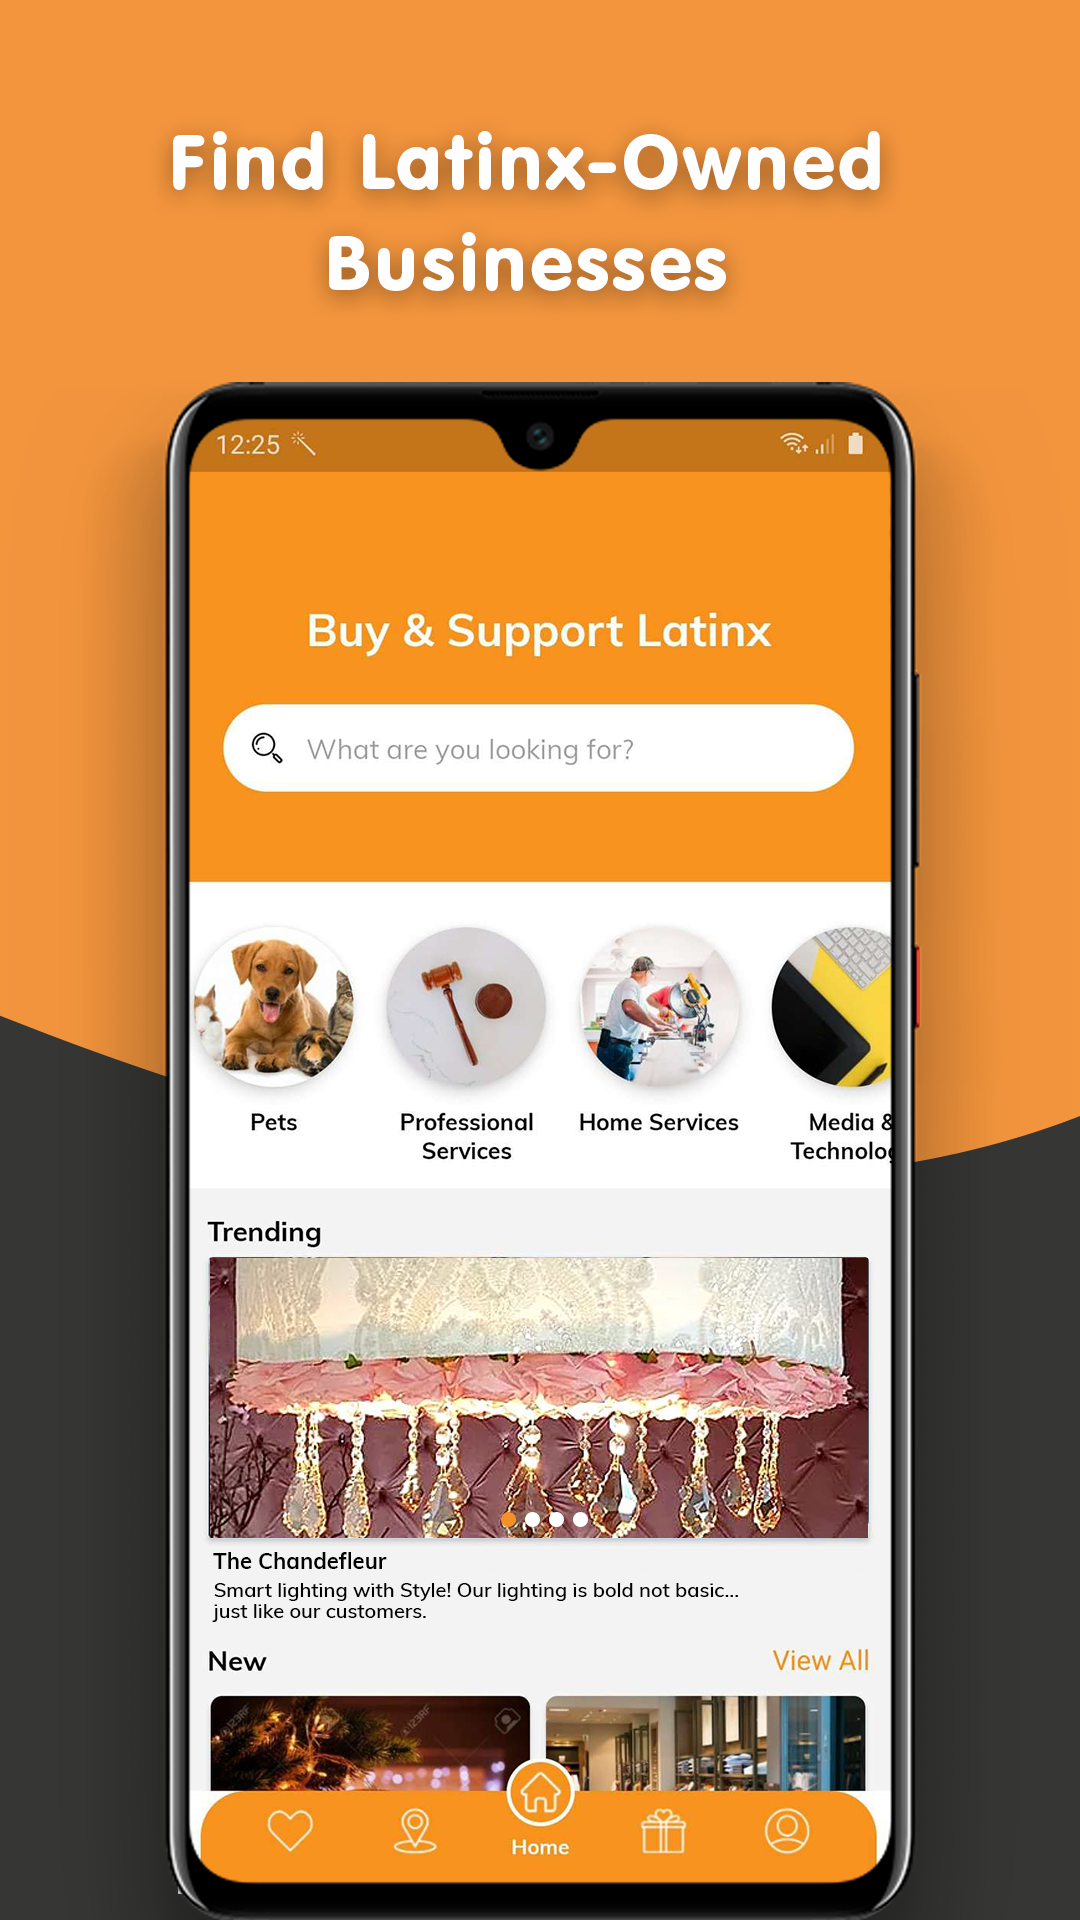 Find Latinx-Owned
Businesses
12:25
Buy & Support Latinx
What are you looking for?
Pets
Professional
Services
Home Services
Media &
Technolog
Trending
The Chandefleur
Smart lighting with Style! Our lighting is bold not basic...
just like our customers.
New
View All
123RF
123RF
Home